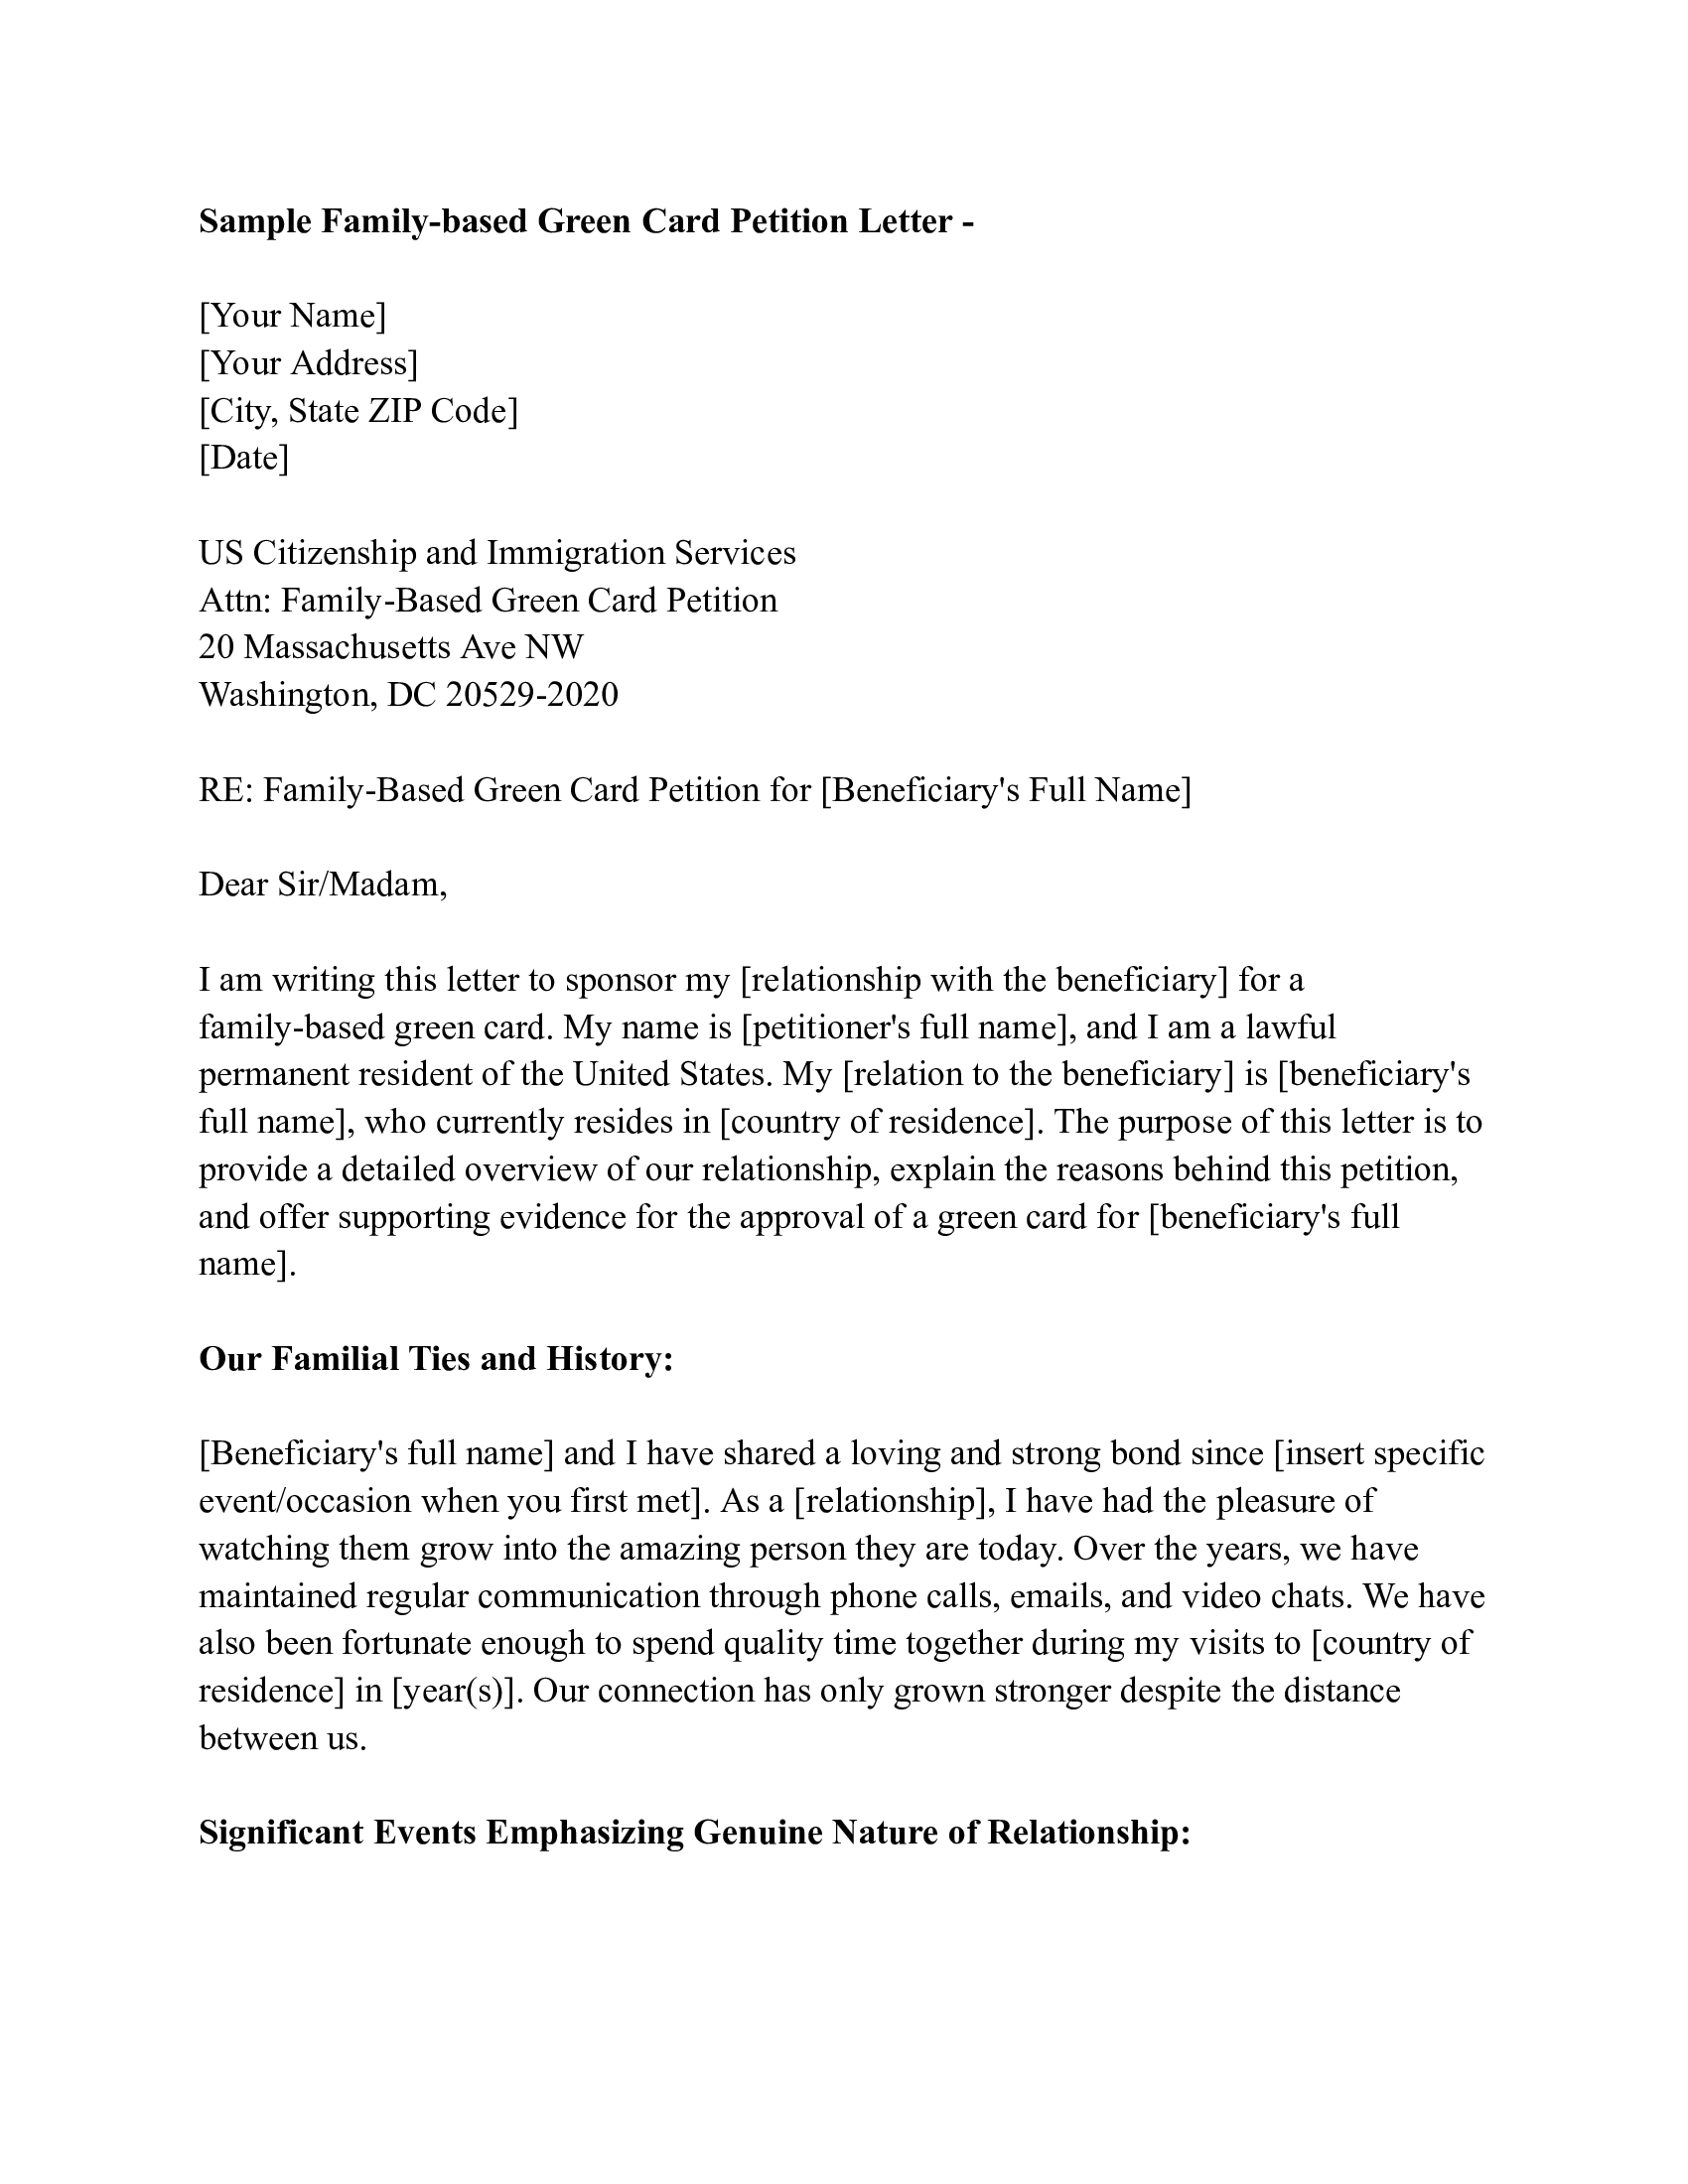 Sample Family-based Green Card Petition Letter -
[Your Name]
[Your Address]
[City, State ZIP Code]
[Date]
US Citizenship and Immigration Services
Attn: Family-Based Green Card Petition
20 Massachusetts Ave NW
Washington, DC 20529-2020
RE: Family-Based Green Card Petition for [Beneficiary's Full Name]
Dear Sir/Madam,
I am writing this letter to sponsor my [relationship with the beneficiary] for a
family-based green card. My name is [petitioner's full name], and I am a lawful
permanent resident of the United States. My [relation to the beneficiary] is [beneficiary's
full name], who currently resides in [country of residence]. The purpose of this letter is to
provide a detailed overview of our relationship, explain the reasons behind this petition,
and offer supporting evidence for the approval of a green card for [beneficiary's full
name].
Our Familial Ties and History:
[Beneficiary's full name] and I have shared a loving and strong bond since [insert specific
event/occasion when you first met]. As a [relationship], I have had the pleasure of
watching them grow into the amazing person they are today. Over the years, we have
maintained regular communication through phone calls, emails, and video chats. We have
also been fortunate enough to spend quality time together during my visits to [country of
residence] in [year(s)]. Our connection has only grown stronger despite the distance
between us.
Significant Events Emphasizing Genuine Nature of Relationship: